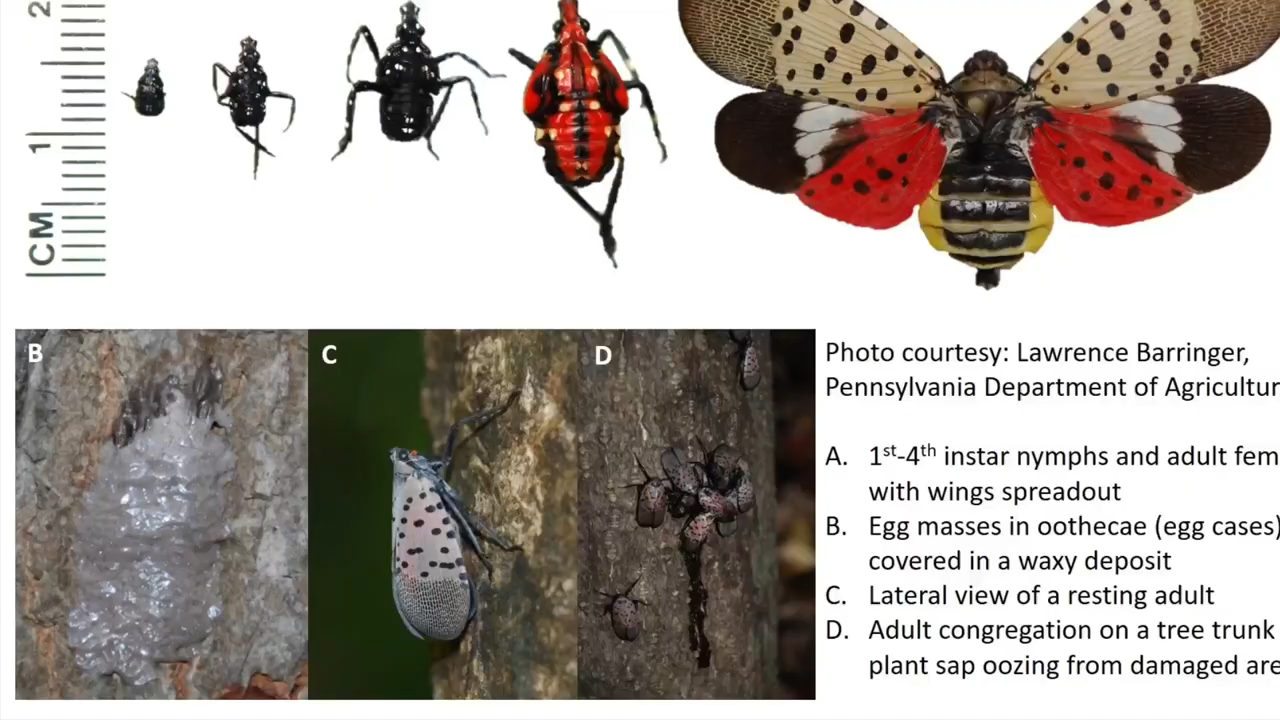 2
1
CM
B
C
D
Photo courtesy: Lawrence Barringer,
Pennsylvania Department of Agricultur
A. 1st-4th instar nymphs and adult fem
with wings spreadout
B. Egg masses in oothecae (egg cases)
covered in a waxy deposit
C. Lateral view of a resting adult
D. Adult congregation on a tree trunk
plant sap oozing from damaged are